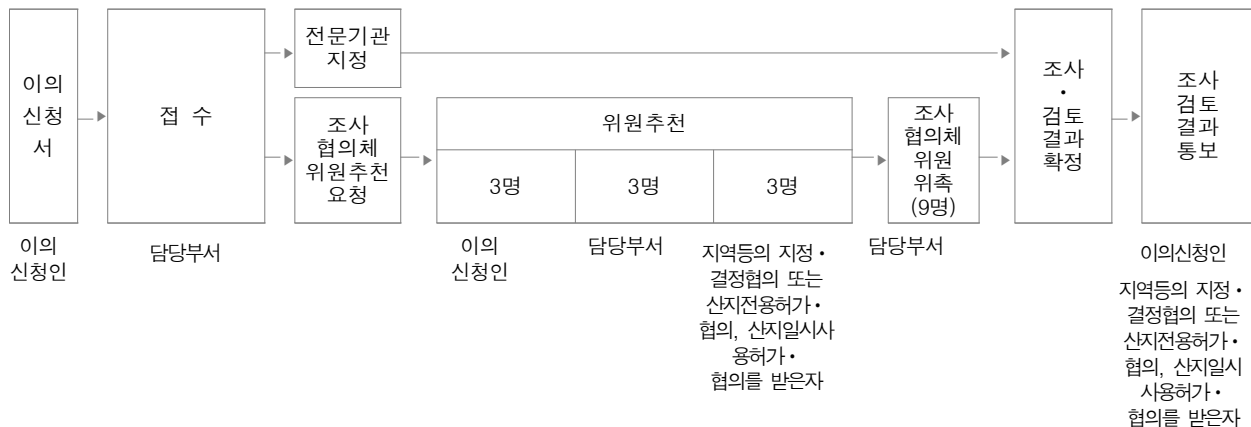 이의
신청
서
접 수
전문기관
지정
조사
협의체
위원추천
요청
위원추천
3명
3명
3명
조사
협의체
위원
위촉
(9명)
조사
·
검토
결과
확정
조사
검토
결과
통보
이의
신청인
담당부서
이의
신청인
담당부서
지역등의 지정·
결정협의 또는
산지전용허가·
협의, 산지일시사
용허가·
협의를 받은자
담당부서
이의신청인
지역등의 지정·
결정협의 또는
산지전용허가·
협의, 산지일시
사용허가·
협의를 받은자